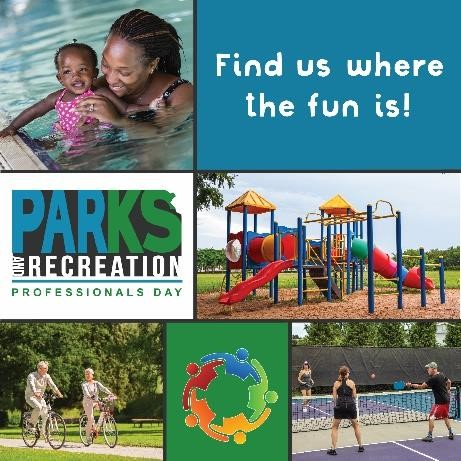 Find us where
the fun is!
PARKS
AND RECREATION
PROFESSIONALS DAY